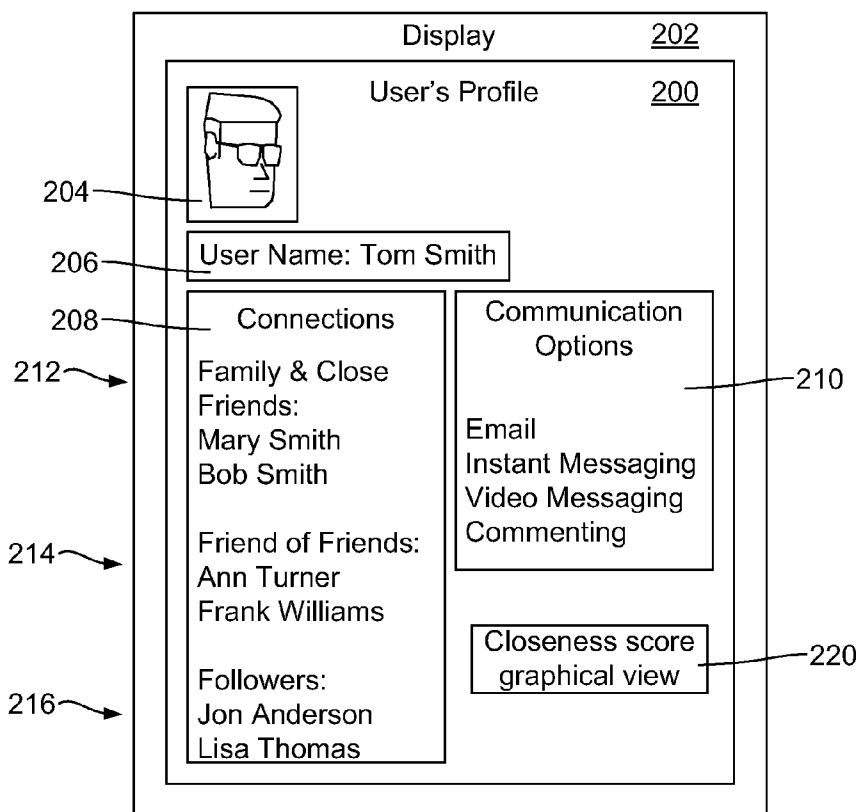 Display 202
User's Profile 200
204
User Name: Tom Smith
206
208
Connections
212
Family & Close
Friends:
Mary Smith
Bob Smith
214
Friend of Friends:
Ann Turner
Frank Williams
216
Followers:
Jon Anderson
Lisa Thomas
Communication
Options
210
Email
Instant Messaging
Video Messaging
Commenting
Closeness score
graphical view
220